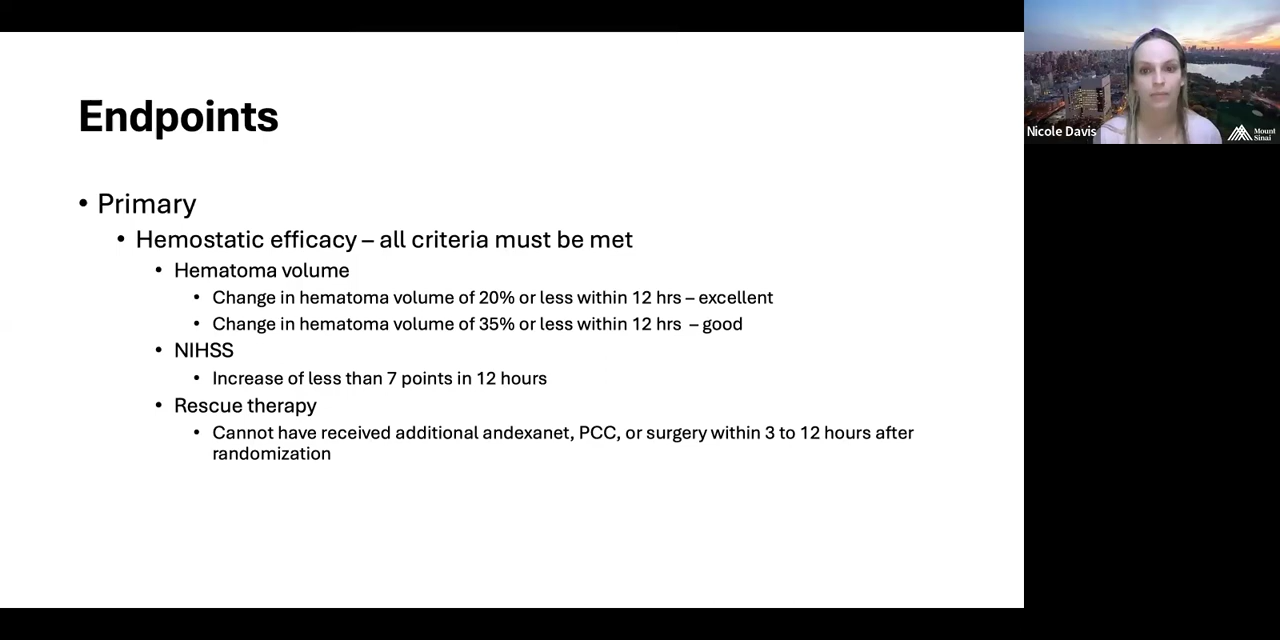 Endpoints
• Primary
• Hemostatic efficacy – all criteria must be met
• Hematoma volume
• Change in hematoma volume of 20% or less within 12 hrs – excellent
• Change in hematoma volume of 35% or less within 12 hrs – good
• NIHSS
• Increase of less than 7 points in 12 hours
• Rescue therapy
• Cannot have received additional andexanet, PCC, or surgery within 3 to 12 hours after
randomization
Nicole Davis
Mount
Sinai